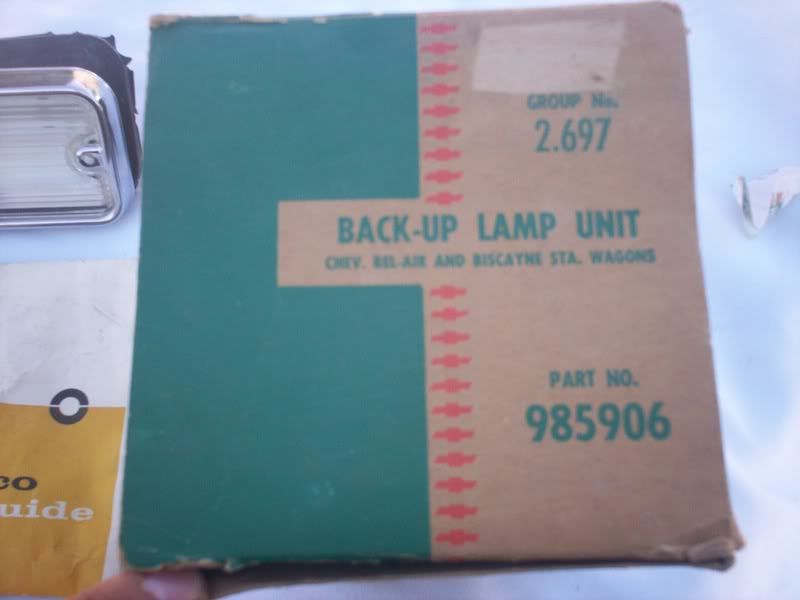 GROUP No.
2.697
BACK-UP LAMP UNIT
CHEV. BEL-AIR AND BISCAYNE STA. WAGONS
PART NO.
985906
co
uide